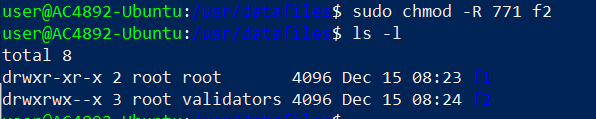 user@AC4892-Ubuntu:/usr/datafiles$ sudo chmod -R 771 f2
user@AC4892-Ubuntu:/usr/datafiles$ ls -l
total 8
drwxr-xr-x 2 root root       4096 Dec 15 08:23 f1
drwxrwx--x 3 root validators 4096 Dec 15 08:24 f2
user@AC4892-Ubuntu:/usr/datafiles$